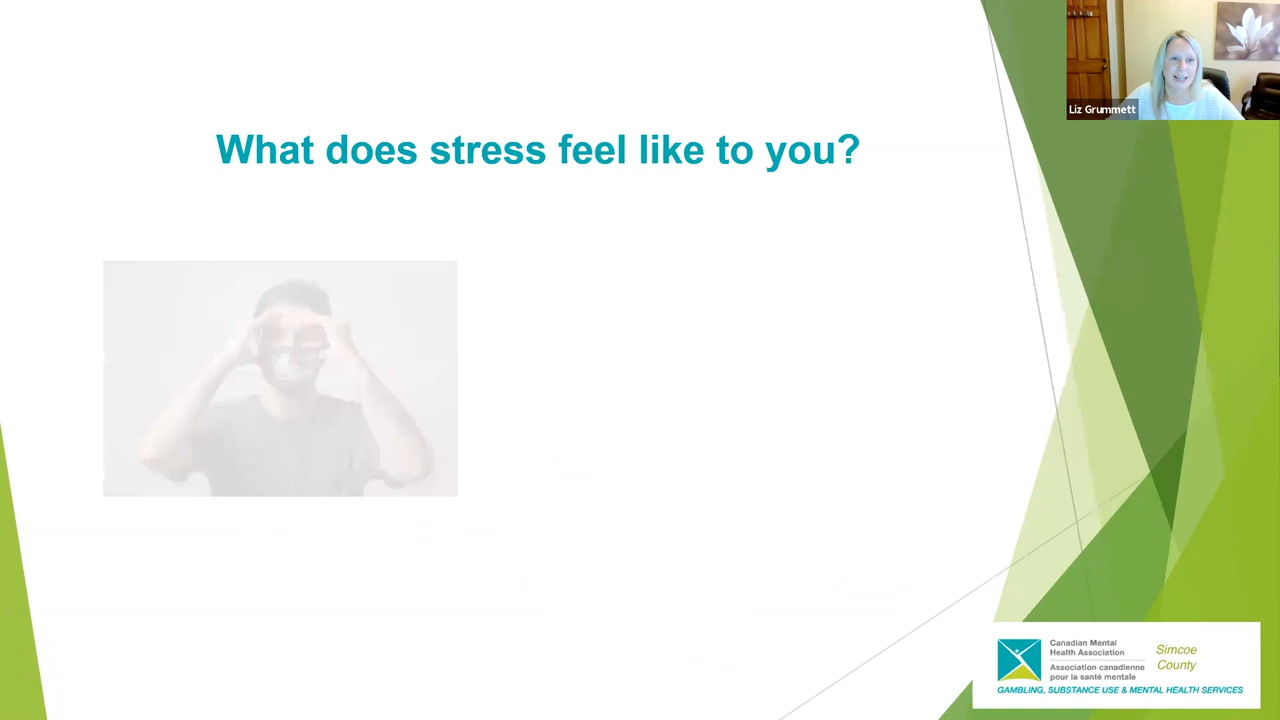 Liz Grummett
What does stress feel like to you?
Canadian Mental
Health Association
Association canadienne
pour la santé mentale
Simcoe
County
GAMBLING, SUBSTANCE USE & MENTAL HEALTH SERVICES